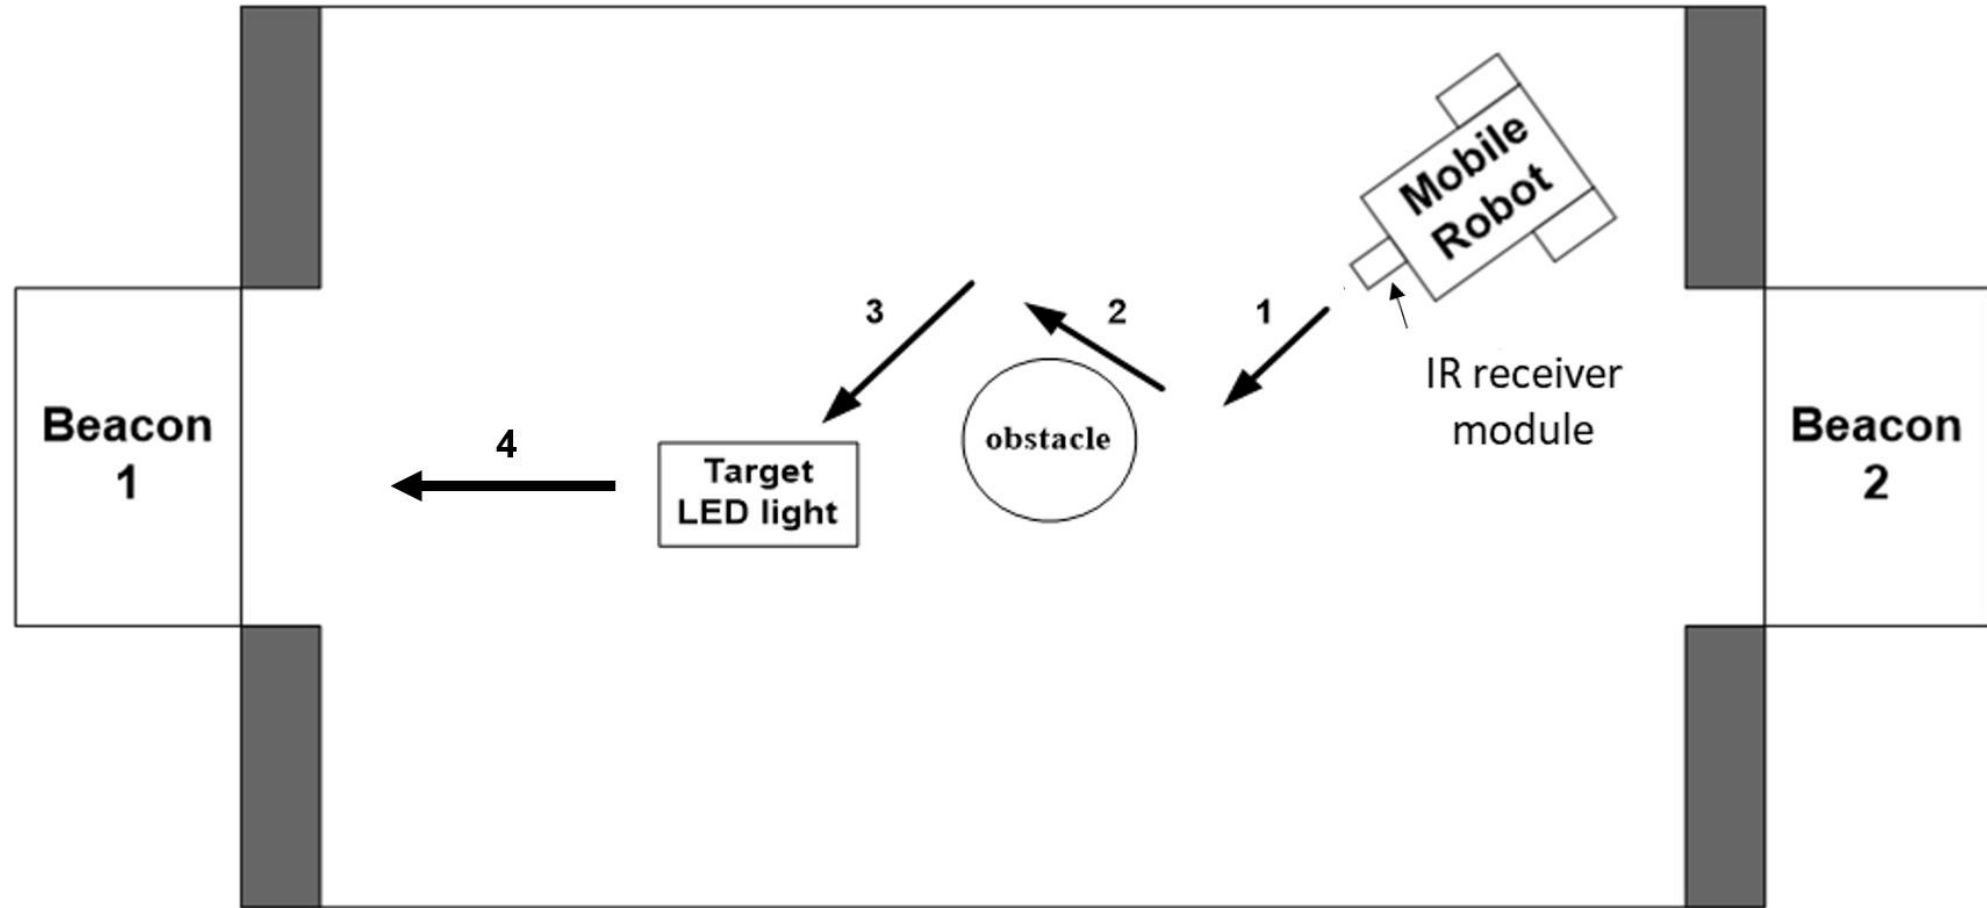 Mobile
Robot
3
2
1
IR receiver
module
Beacon
1
4
Target
LED light
obstacle
Beacon
2